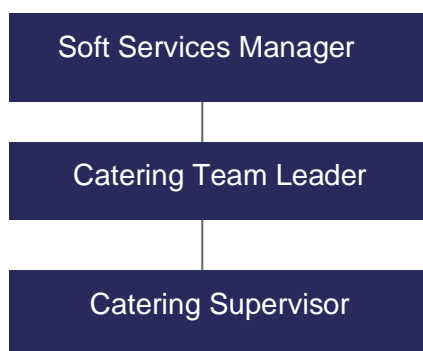 Soft Services Manager
Catering Team Leader
Catering Supervisor